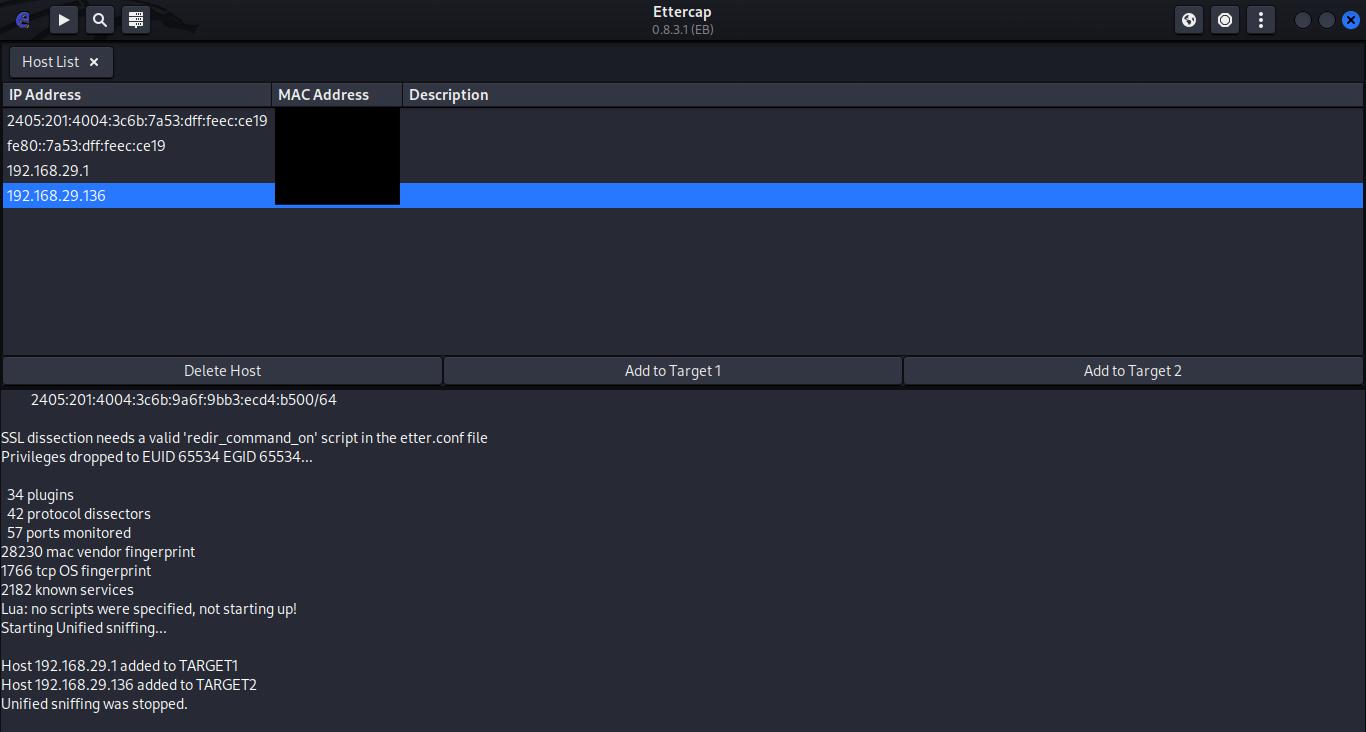 Ettercap
0.8.3.1 (EB)
Host List
IP Address MAC Address Description
2405:201:4004:3c6b:7a53:dff:feec:ce19
fe80::7a53:dff:feec:ce19
192.168.29.1
192.168.29.136
Delete Host Add to Target 1 Add to Target 2
2405:201:4004:3c6b:9a6f:9bb3:ecd4:b500/64
SSL dissection needs a valid 'redir_command_on' script in the etter.conf file
Privileges dropped to EUID 65534 EGID 65534...
34 plugins
42 protocol dissectors
57 ports monitored
28230 mac vendor fingerprint
1766 tcp OS fingerprint
2182 known services
Lua: no scripts were specified, not starting up!
Starting Unified sniffing...
Host 192.168.29.1 added to TARGET1
Host 192.168.29.136 added to TARGET2
Unified sniffing was stopped.